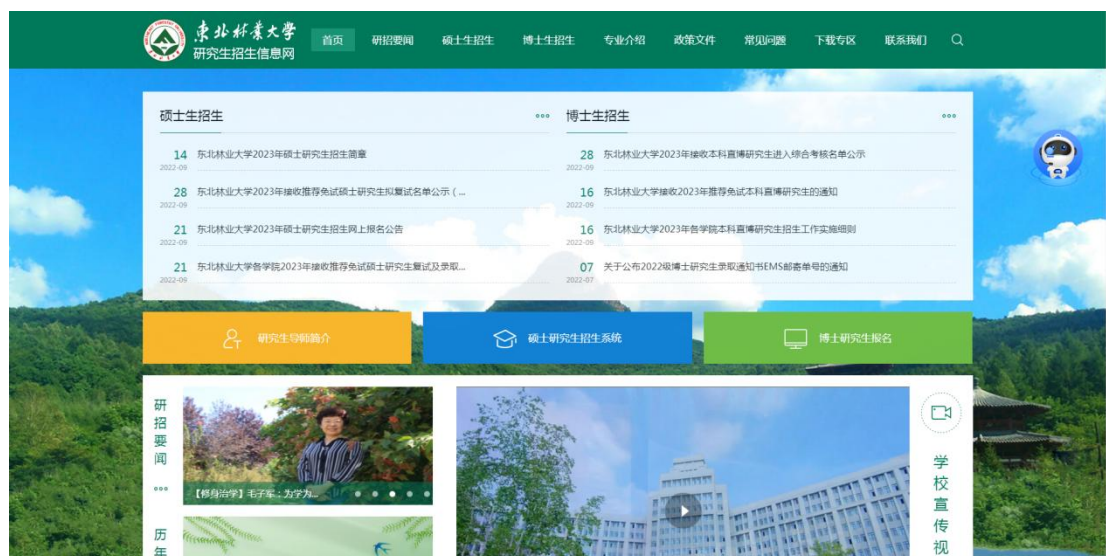 東北林業大學
研究生招生信息网
首页 研招要闻 硕士生招生 博士生招生 专业介绍 政策文件 常见问题 下载专区 联系我们
硕士生招生
14 东北林业大学2023年硕士研究生招生简章
2022-09
28 东北林业大学2023年接收推荐免试硕士研究生拟复试名单公示（...
2022-09
21 东北林业大学2023年硕士研究生招生网上报名公告
2022-09
21 东北林业大学各学院2023年接收推荐免试硕士研究生复试及录取...
2022-09
博士生招生
28 东北林业大学2023年接收本科直博研究生进入综合考核名单公示
2022-09
16 东北林业大学接收2023年推荐免试本科直博研究生的通知
2022-09
16 东北林业大学2023年各学院本科直博研究生招生工作实施细则
2022-09
07 关于公布2022级博士研究生录取通知书EMS邮寄单号的通知
2022-07
研究生导师简介
硕士研究生招生系统
博士研究生报名
研招要闻
【修身治学】毛子军：为学为...
历年
学校宣传视